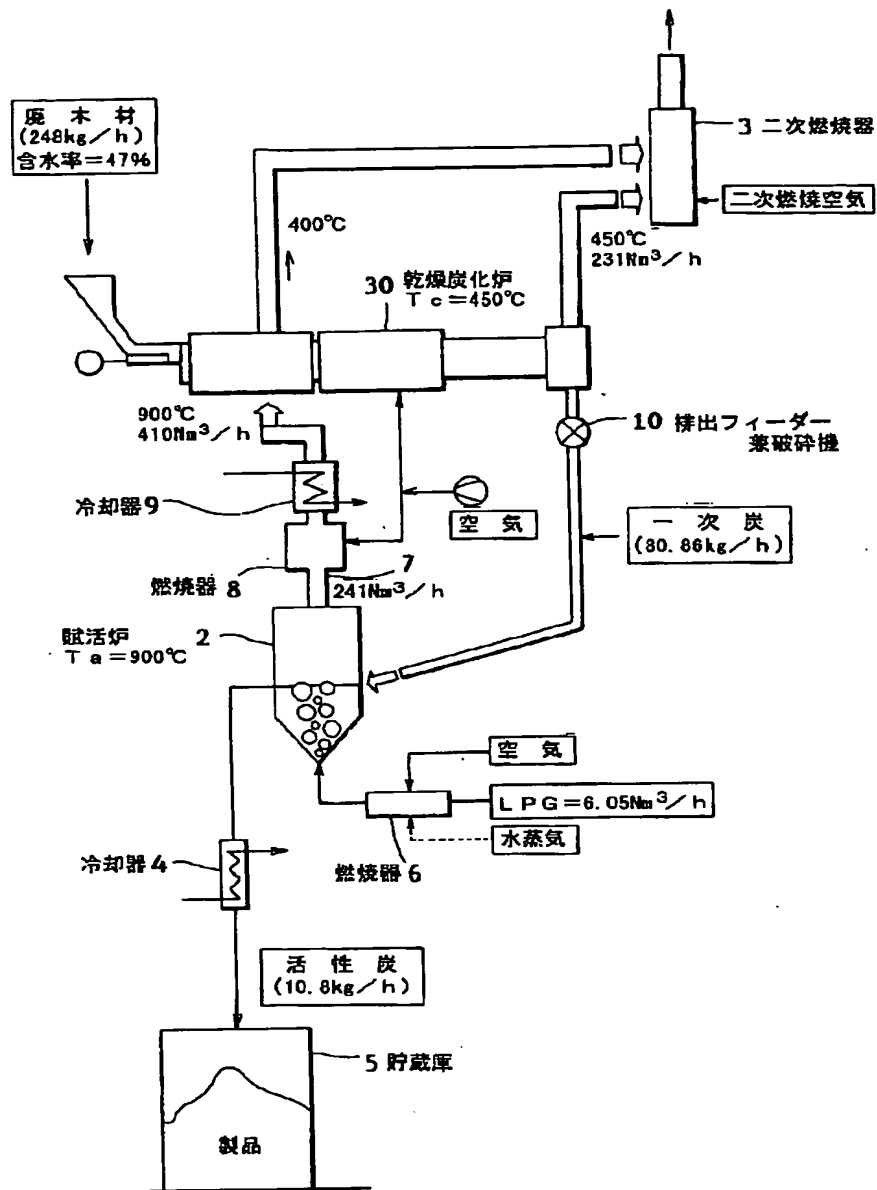 廃木材
(248kg/h)
含水率=47%
3 二次燃焼器
二次燃焼空気
400℃
450℃
231Nm³/h
30 乾燥炭化炉
Tc=450℃
900℃
410Nm³/h
10 排出フィーダー
兼破砕機
冷却器9
空気
一次炭
(80.86kg/h)
燃焼器8
7
241Nm³/h
賦活炉 2
Ta=900℃
空気
LPG=6.05Nm³/h
水蒸気
燃焼器6
冷却器4
活性炭
(10.8kg/h)
5 貯蔵庫
製品